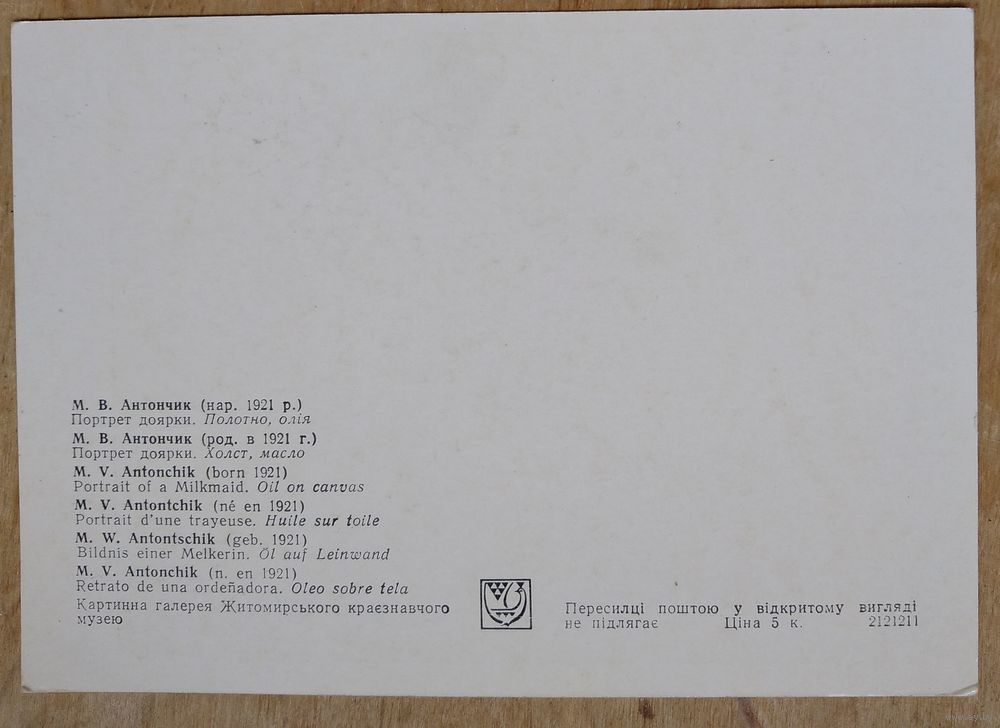 М. В. Антончик (нар. 1921 р.)
Портрет доярки. Полотно, олія
М. В. Антончик (род. в 1921 г.)
Портрет доярки. Холст, масло
M. V. Antonchik (born 1921)
Portrait of a Milkmaid. Oil on canvas
M. V. Antontchik (né en 1921)
Portrait d'une trayeuse. Huile sur toile
M. W. Antontschik (geb. 1921)
Bildnis einer Melkerin. Öl auf Leinwand
M. V. Antonchik (n. en 1921)
Retrato de una ordeñadora. Oleo sobre tela
Картинна галерея Житомирського краєзнавчого
музею
Пересилці поштою у відкритому вигляді
не підлягає Ціна 5 к. 2121211